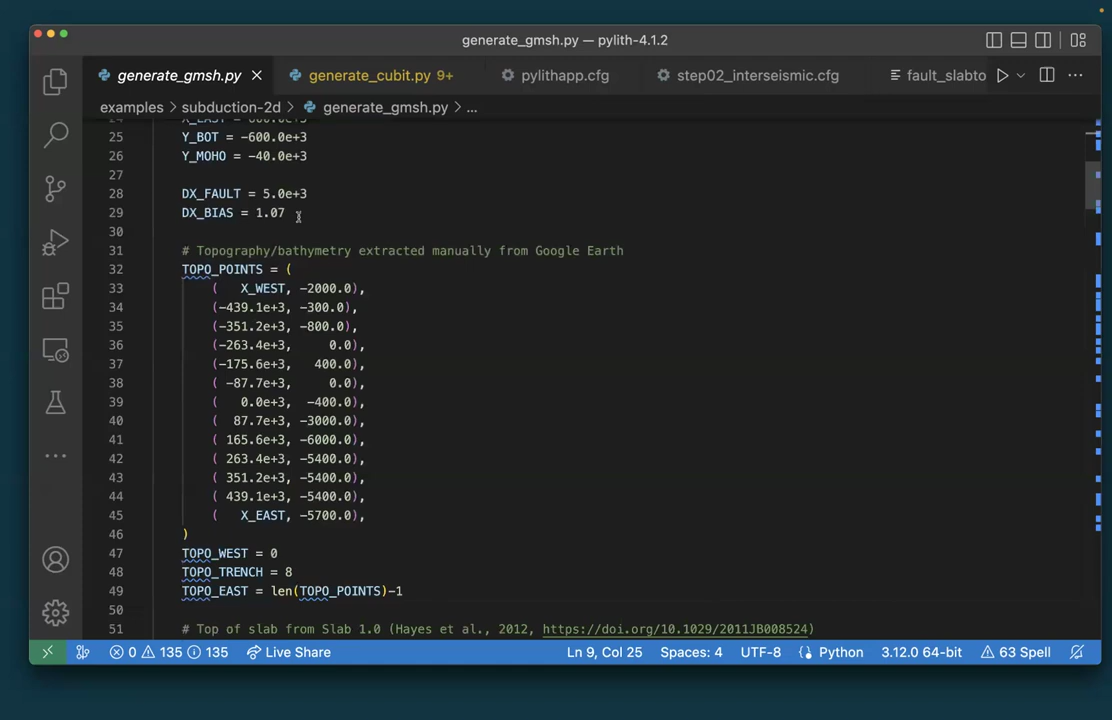 generate_gmsh.py — pylith-4.1.2
generate_gmsh.py
generate_cubit.py 9+
pylithapp.cfg
step02_interseismic.cfg
fault_slabto
examples > subduction-2d > generate_gmsh.py > ...
25 Y_BOT = -600.0e+3
26 Y_MOHO = -40.0e+3
27
28 DX_FAULT = 5.0e+3
29 DX_BIAS = 1.07
30
31 # Topography/bathymetry extracted manually from Google Earth
32 TOPO_POINTS = (
33 (   X_WEST, -2000.0),
34 (-439.1e+3, -300.0),
35 (-351.2e+3, -800.0),
36 (-263.4e+3,    0.0),
37 (-175.6e+3,  400.0),
38 ( -87.7e+3,    0.0),
39 (   0.0e+3,  -400.0),
40 (  87.7e+3, -3000.0),
41 ( 165.6e+3, -6000.0),
42 ( 263.4e+3, -5400.0),
43 ( 351.2e+3, -5400.0),
44 ( 439.1e+3, -5400.0),
45 (   X_EAST, -5700.0),
46 )
47 TOPO_WEST = 0
48 TOPO_TRENCH = 8
49 TOPO_EAST = len(TOPO_POINTS)-1
50
51 # Top of slab from Slab 1.0 (Hayes et al., 2012, https://doi.org/10.1029/2011JB008524)
0 135 135 Live Share Ln 9, Col 25 Spaces: 4 UTF-8 Python 3.12.0 64-bit 63 Spell